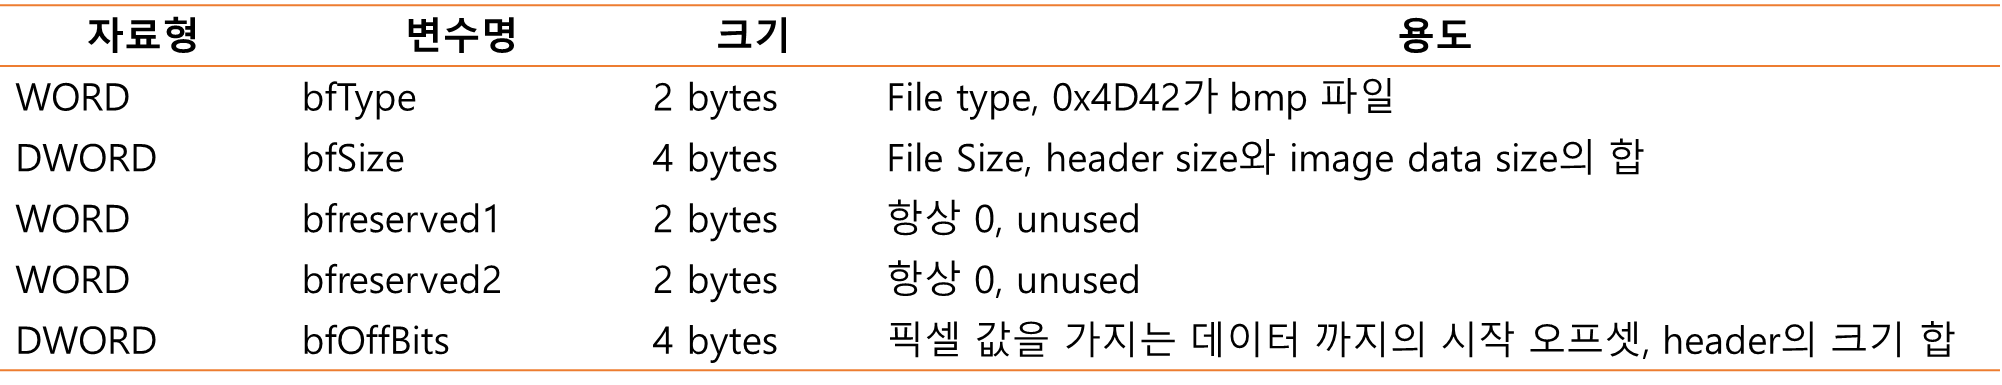 자료형 변수명 크기 용도
WORD bfType 2 bytes File type, 0x4D42가 bmp 파일
DWORD bfSize 4 bytes File Size, header size와 image data size의 합
WORD bfreserved1 2 bytes 항상 0, unused
WORD bfreserved2 2 bytes 항상 0, unused
DWORD bfOffBits 4 bytes 픽셀 값을 가지는 데이터 까지의 시작 오프셋, header의 크기 합